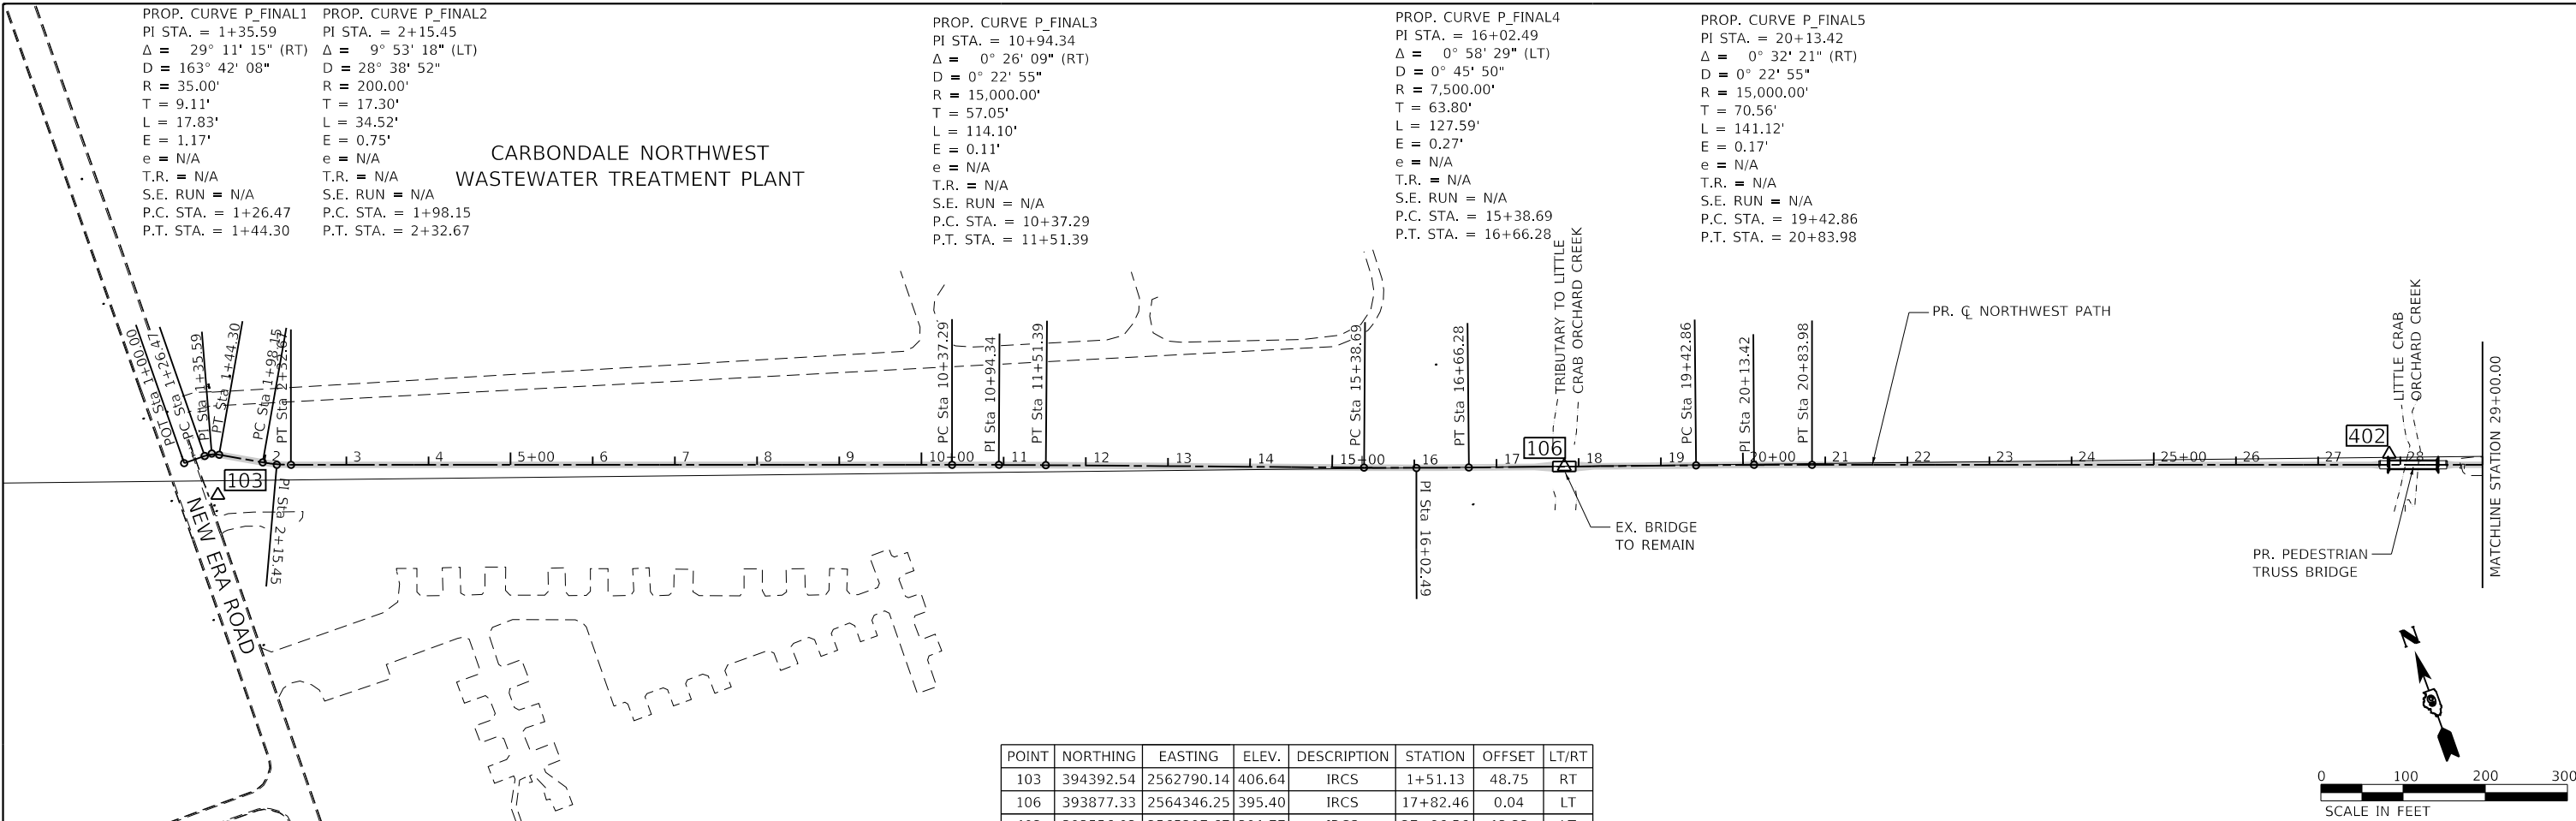 PROP. CURVE P_FINAL1
PI STA. = 1+35.59
Δ = 29° 11' 15" (RT)
D = 163° 42' 08"
R = 35.00'
T = 9.11'
L = 17.83'
E = 1.17'
e = N/A
T.R. = N/A
S.E. RUN = N/A
P.C. STA. = 1+26.47
P.T. STA. = 1+44.30
PROP. CURVE P_FINAL2
PI STA. = 2+15.45
Δ = 9° 53' 18" (LT)
D = 28° 38' 52"
R = 200.00'
T = 17.30'
L = 34.52'
E = 0.75'
e = N/A
T.R. = N/A
S.E. RUN = N/A
P.C. STA. = 1+98.15
P.T. STA. = 2+32.67
CARBONDALE NORTHWEST
WASTEWATER TREATMENT PLANT
PROP. CURVE P_FINAL3
PI STA. = 10+94.34
Δ = 0° 26' 09" (RT)
D = 0° 22' 55"
R = 15,000.00'
T = 57.05'
L = 114.10'
E = 0.11'
e = N/A
T.R. = N/A
S.E. RUN = N/A
P.C. STA. = 10+37.29
P.T. STA. = 11+51.39
PROP. CURVE P_FINAL4
PI STA. = 16+02.49
Δ = 0° 58' 29" (LT)
D = 0° 45' 50"
R = 7,500.00'
T = 63.80'
L = 127.59'
E = 0.27'
e = N/A
T.R. = N/A
S.E. RUN = N/A
P.C. STA. = 15+38.69
P.T. STA. = 16+66.28
PROP. CURVE P_FINAL5
PI STA. = 20+13.42
Δ = 0° 32' 21" (RT)
D = 0° 22' 55"
R = 15,000.00'
T = 70.56'
L = 141.12'
E = 0.17'
e = N/A
T.R. = N/A
S.E. RUN = N/A
P.C. STA. = 19+42.86
P.T. STA. = 20+83.98
POT Sta 1+00.00
PC Sta 1+26.47
PI Sta 1+35.59
PT Sta 1+44.30
PC Sta 1+98.15
PT Sta 2+32.67
PI Sta 2+15.45
PC Sta 10+37.29
PI Sta 10+94.34
PT Sta 11+51.39
PC Sta 15+38.69
PI Sta 16+02.49
PT Sta 16+66.28
TRIBUTARY TO LITTLE
CRAB ORCHARD CREEK
PC Sta 19+42.86
PI Sta 20+13.42
PT Sta 20+83.98
PR. ℄ NORTHWEST PATH
LITTLE CRAB
ORCHARD CREEK
MATCHLINE STATION 29+00.00
2 3 4 5+00 6 7 8 9 10+00 11 12 13 14 15+00 16 17 18 19 20+00 21 22 23 24 25+00 26 27 28
103
106
402
NEW ERA ROAD
EX. BRIDGE
TO REMAIN
PR. PEDESTRIAN
TRUSS BRIDGE
N
POINT NORTHING EASTING ELEV. DESCRIPTION STATION OFFSET LT/RT
103 394392.54 2562790.14 406.64 IRCS 1+51.13 48.75 RT
106 393877.33 2564346.25 395.40 IRCS 17+82.46 0.04 LT
0 100 200 300
SCALE IN FEET